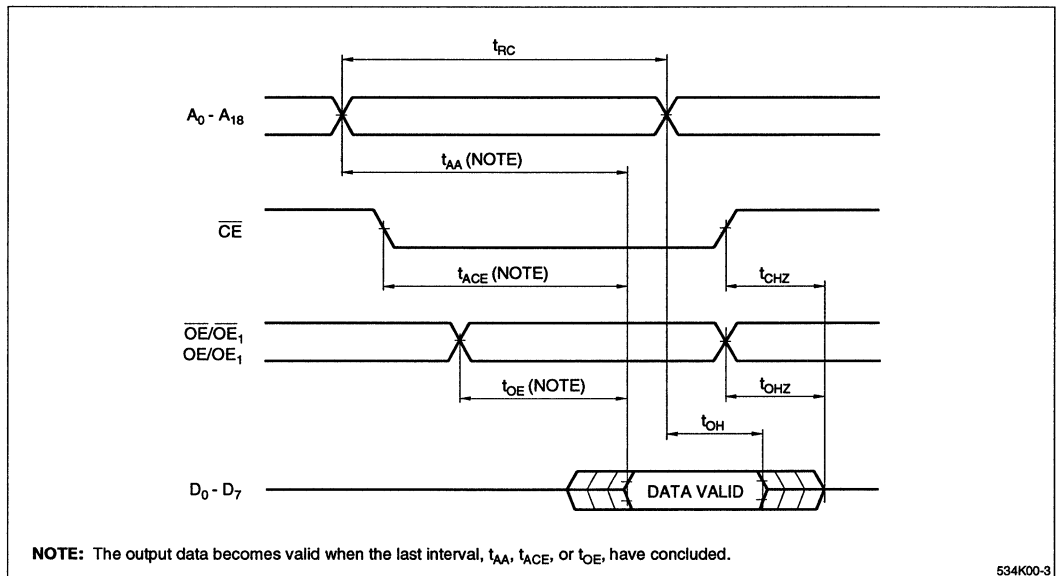 tRC
A0 - A18
tAA (NOTE)
CE
tACE (NOTE)
tCHZ
OE/OE1
OE/OE1
tOE (NOTE)
tOHZ
tOH
D0 - D7
DATA VALID
NOTE: The output data becomes valid when the last interval, tAA, tACE, or tOE, have concluded.
534K00-3